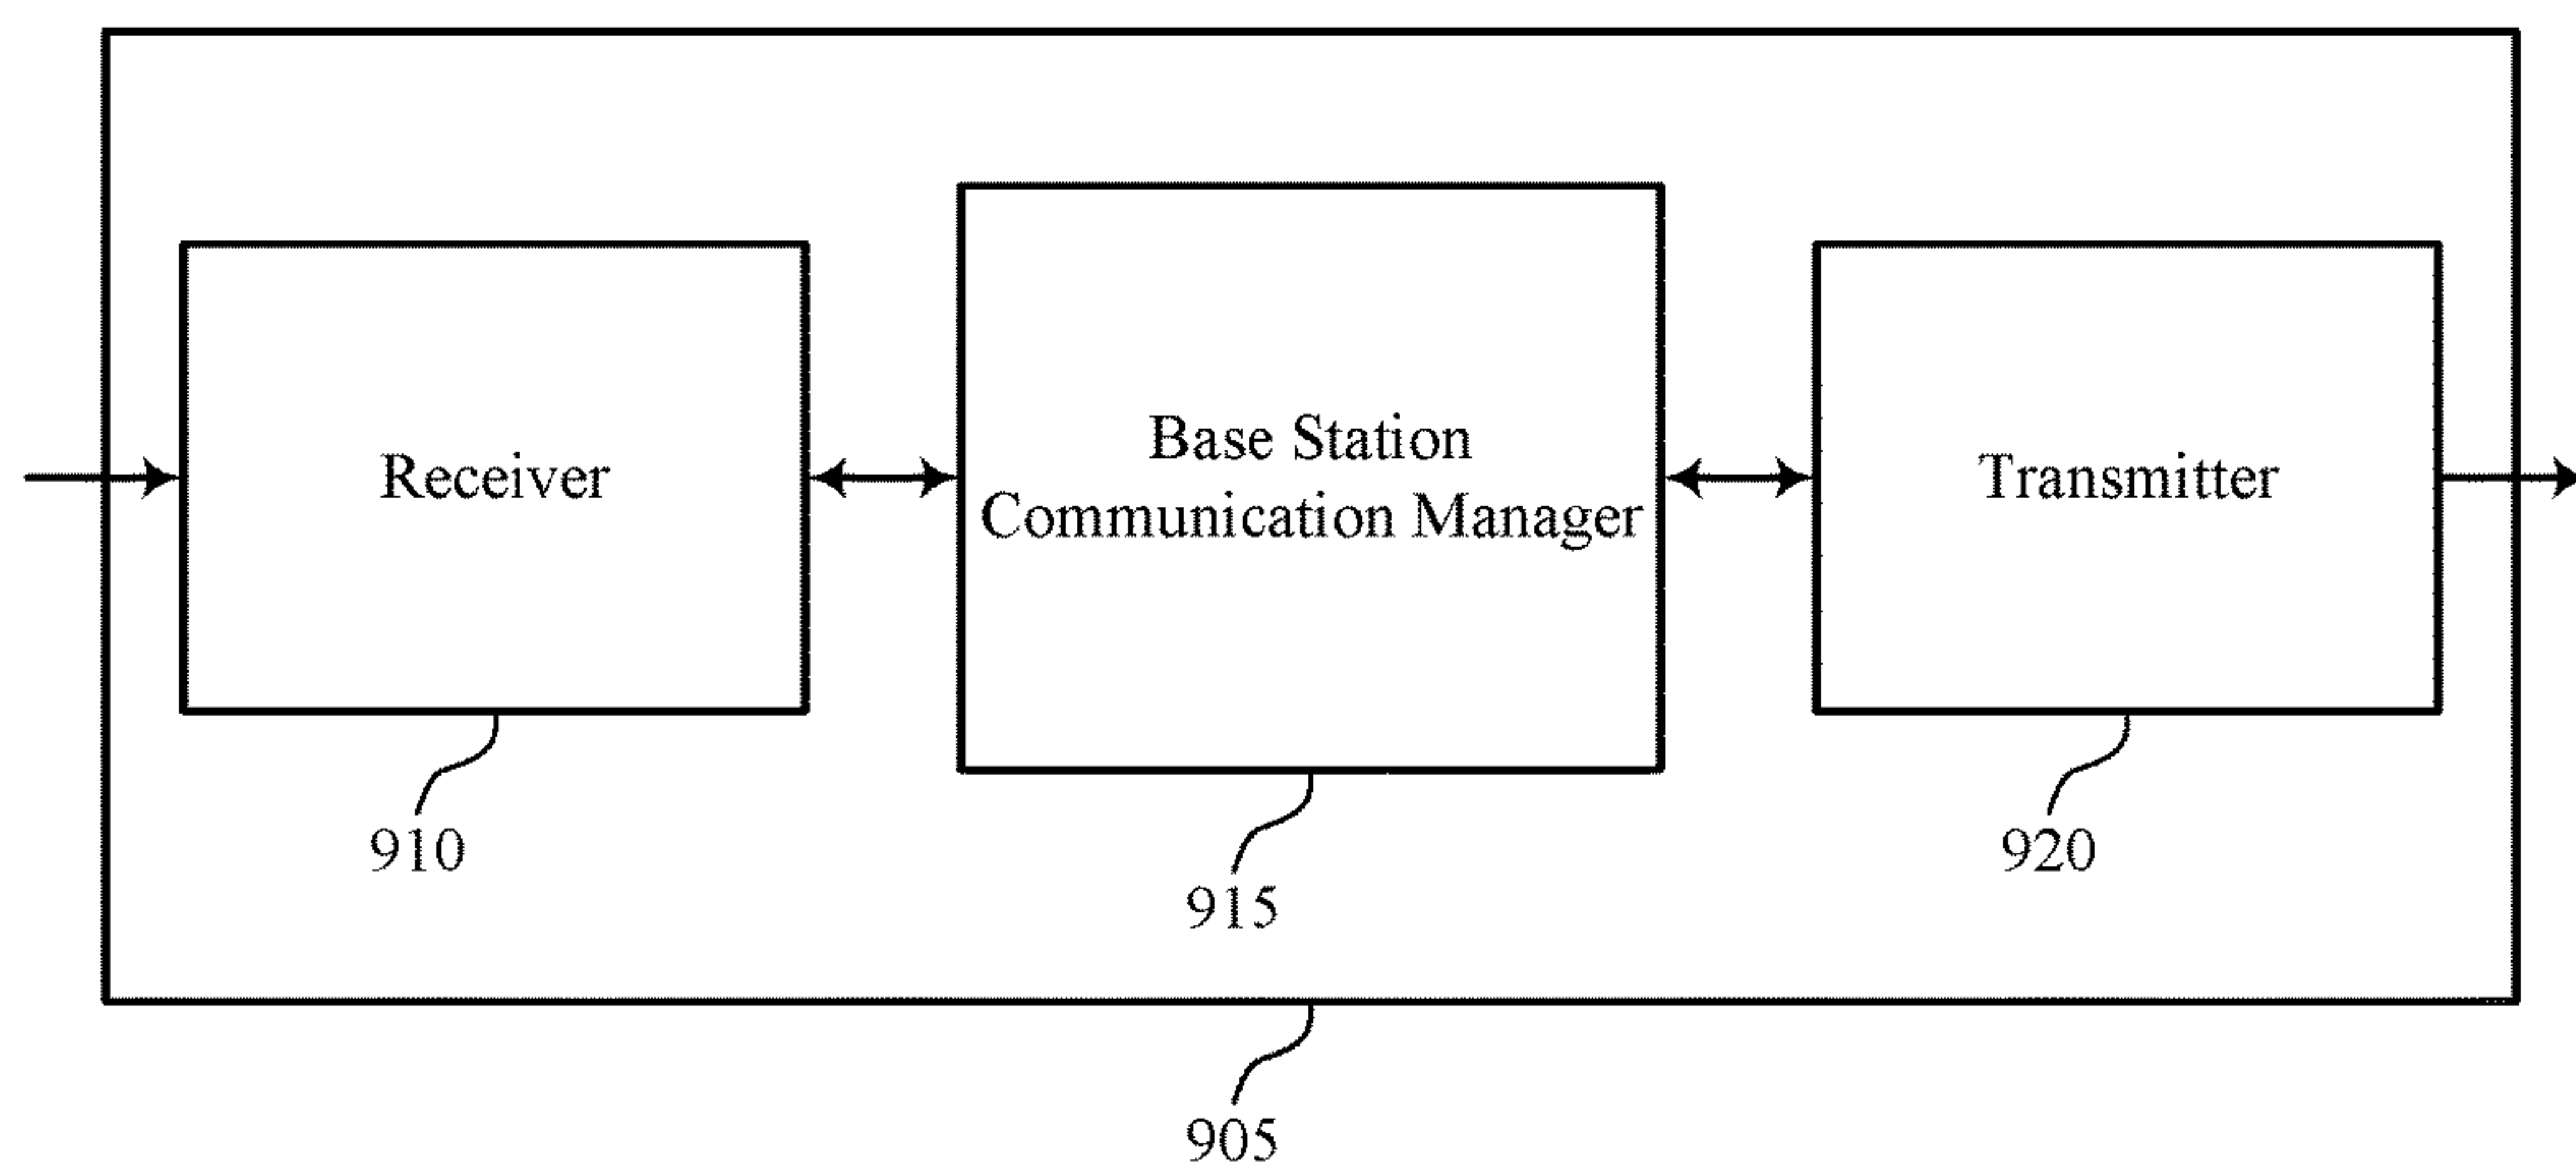 Receiver
Base Station
Communication Manager
Transmitter
910
915
920
905